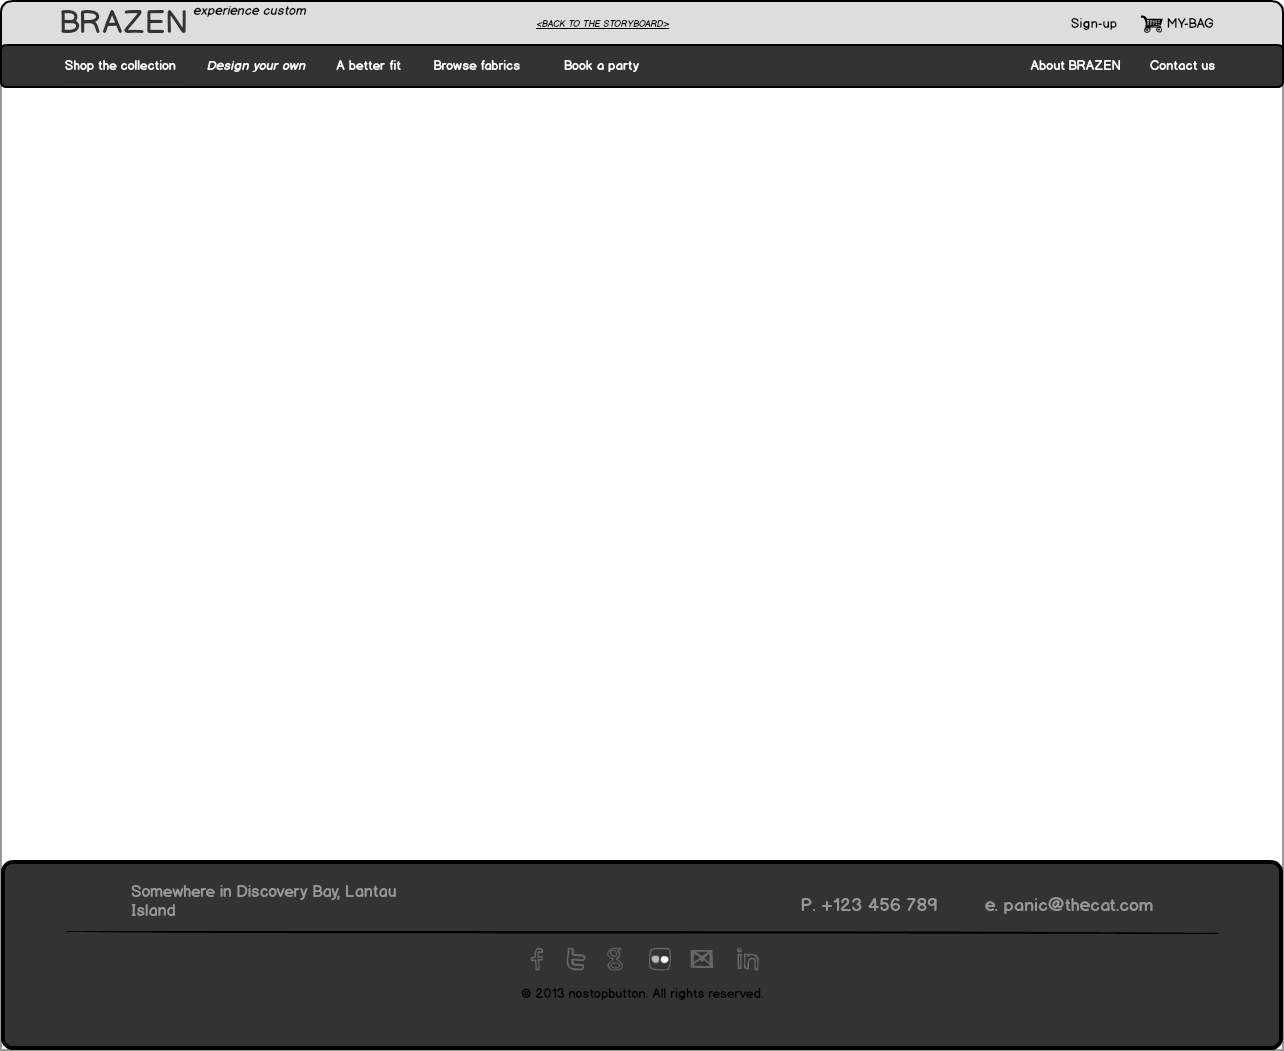 BRAZEN experience custom
<BACK TO THE STORYBOARD>
Sign-up MY-BAG
Shop the collection Design your own A better fit Browse fabrics Book a party About BRAZEN Contact us
Somewhere in Discovery Bay, Lantau
Island
P. +123 456 789 e. panic@thecat.com
© 2013 nostopbutton. All rights reserved.